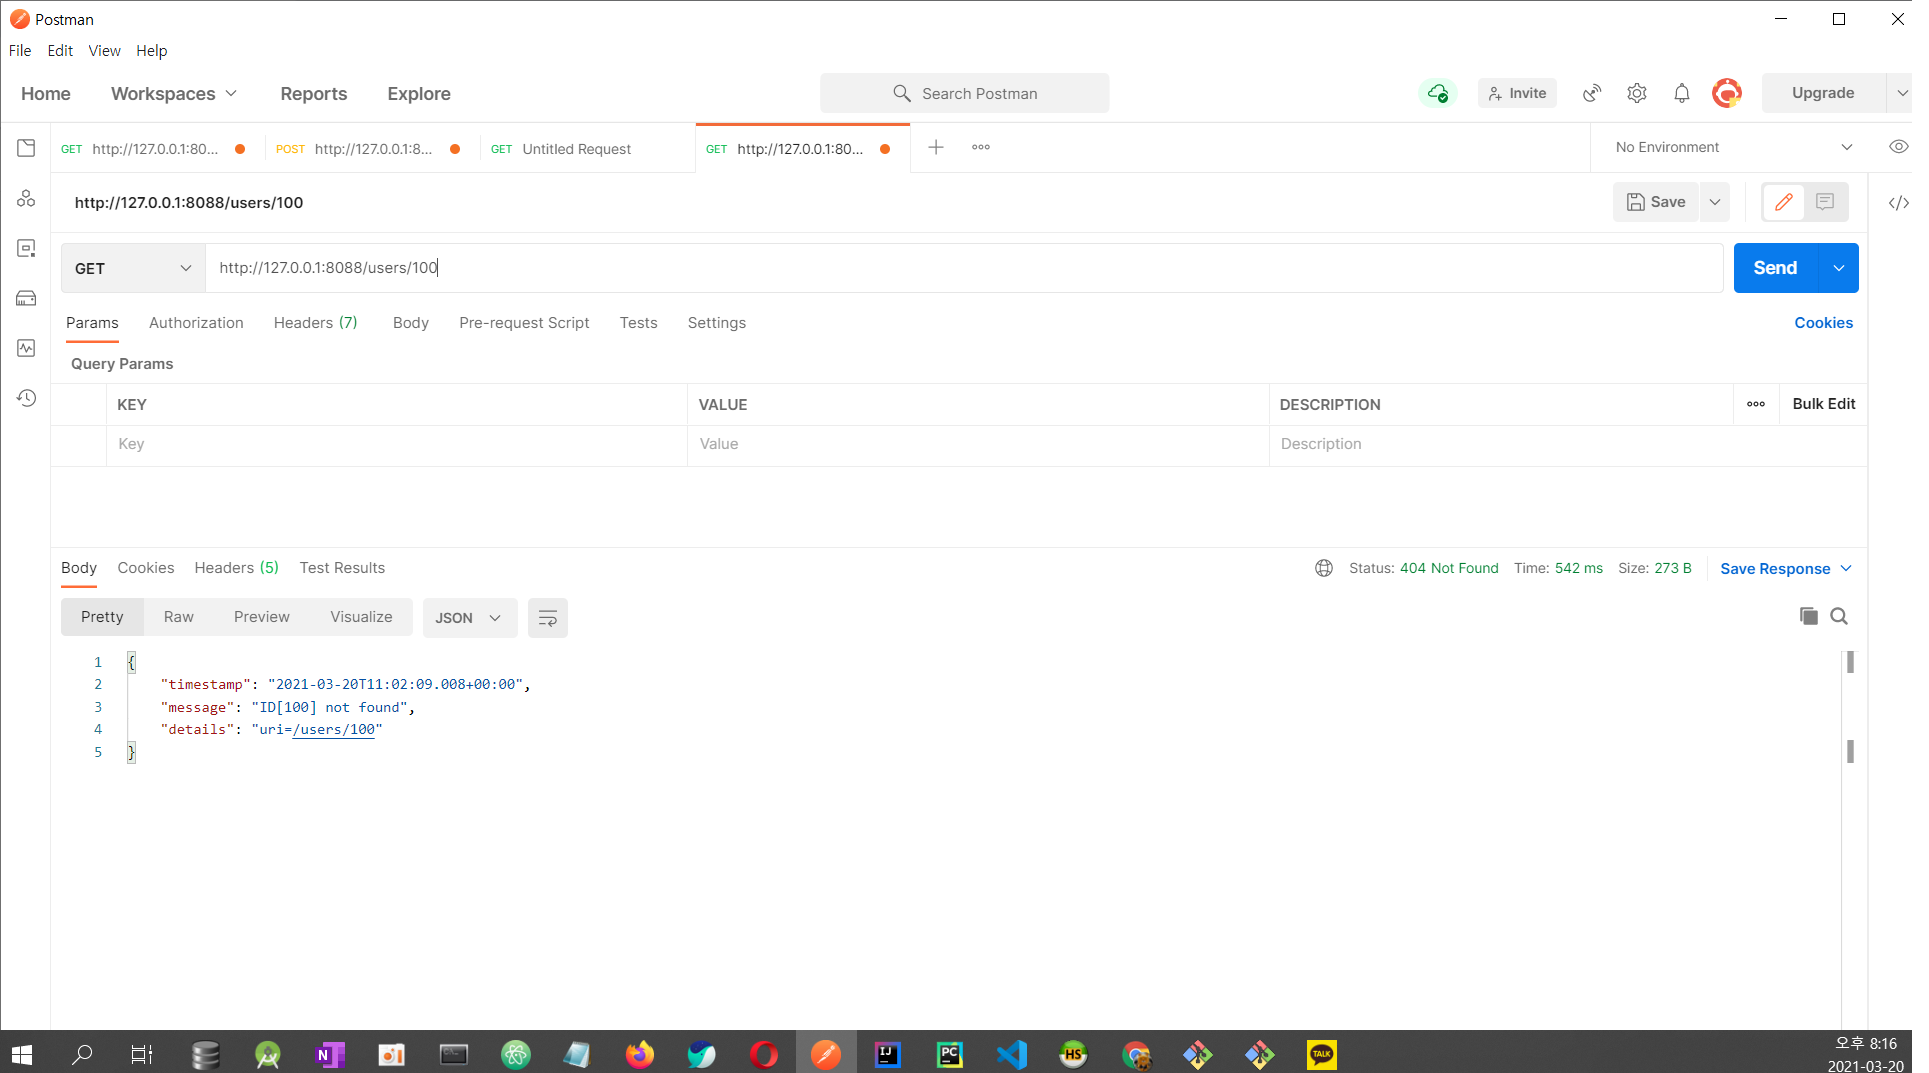 Postman
File Edit View Help
Home Workspaces Reports Explore Search Postman Invite Upgrade
GET http://127.0.0.1:80... POST http://127.0.0.1:8... GET Untitled Request GET http://127.0.0.1:80... No Environment
http://127.0.0.1:8088/users/100 Save
GET http://127.0.0.1:8088/users/100 Send
Params Authorization Headers (7) Body Pre-request Script Tests Settings Cookies
Query Params
KEY VALUE DESCRIPTION Bulk Edit
Key Value Description
Body Cookies Headers (5) Test Results Status: 404 Not Found Time: 542 ms Size: 273 B Save Response
Pretty Raw Preview Visualize JSON
1 {
2 "timestamp": "2021-03-20T11:02:09.008+00:00",
3 "message": "ID[100] not found",
4 "details": "uri=/users/100"
5 }
N IJ PC HS TALK
오후 8:16
2021-03-20